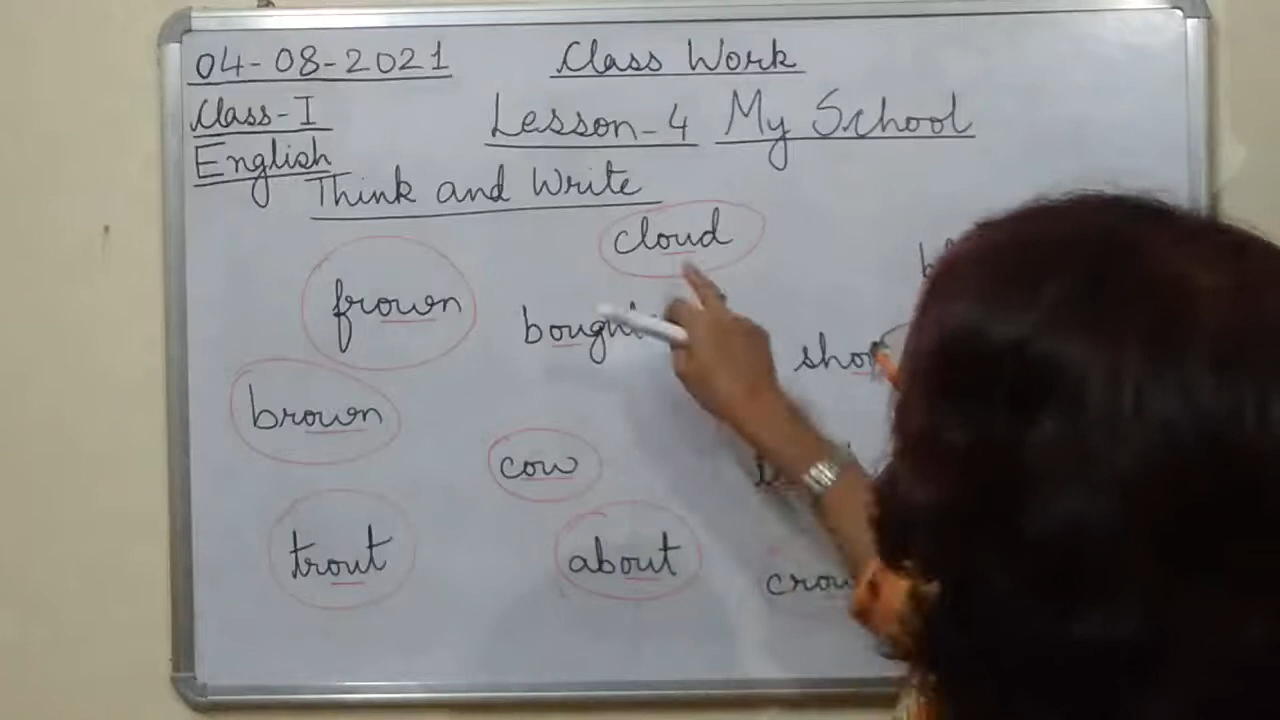 04-08-2021 Class Work
Class-I Lesson-4 My School
English
Think and Write
cloud
frown
brown
cow
trout about